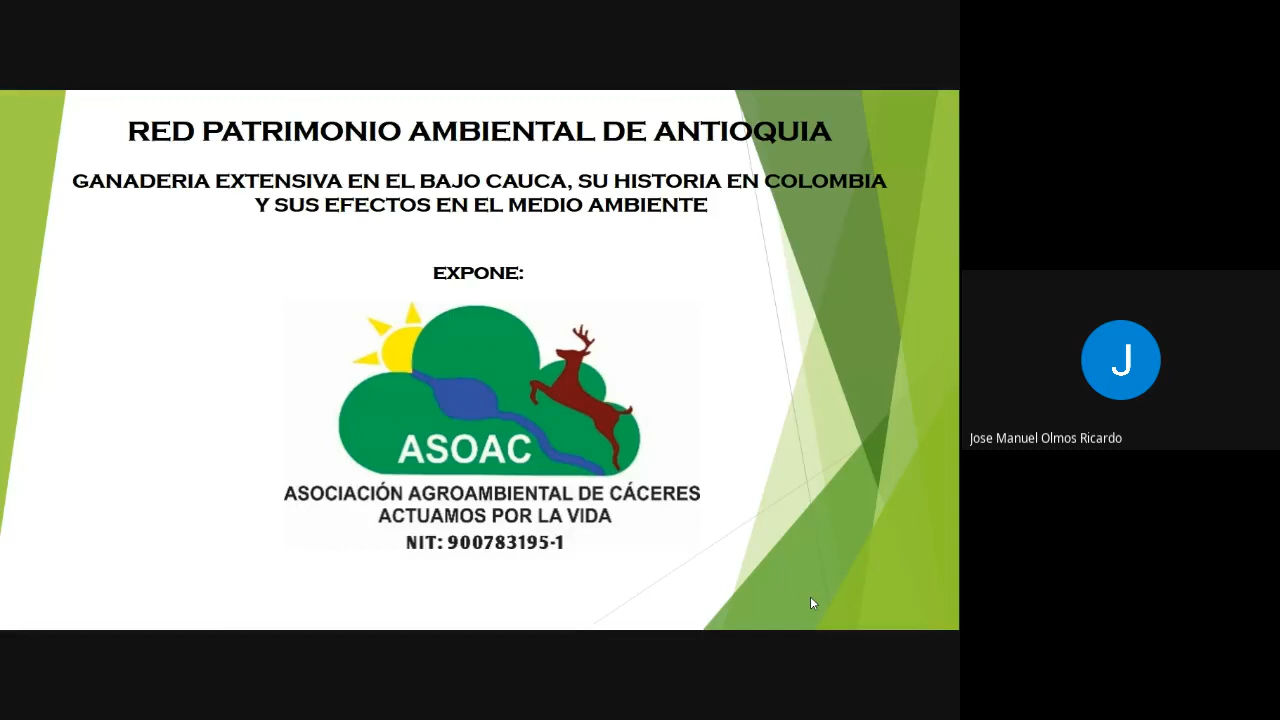 RED PATRIMONIO AMBIENTAL DE ANTIOQUIA
GANADERIA EXTENSIVA EN EL BAJO CAUCA, SU HISTORIA EN COLOMBIA
Y SUS EFECTOS EN EL MEDIO AMBIENTE
EXPONE:
ASOAC
ASOCIACIÓN AGROAMBIENTAL DE CÁCERES
ACTUAMOS POR LA VIDA
NIT: 900783195-1
J
Jose Manuel Olmos Ricardo